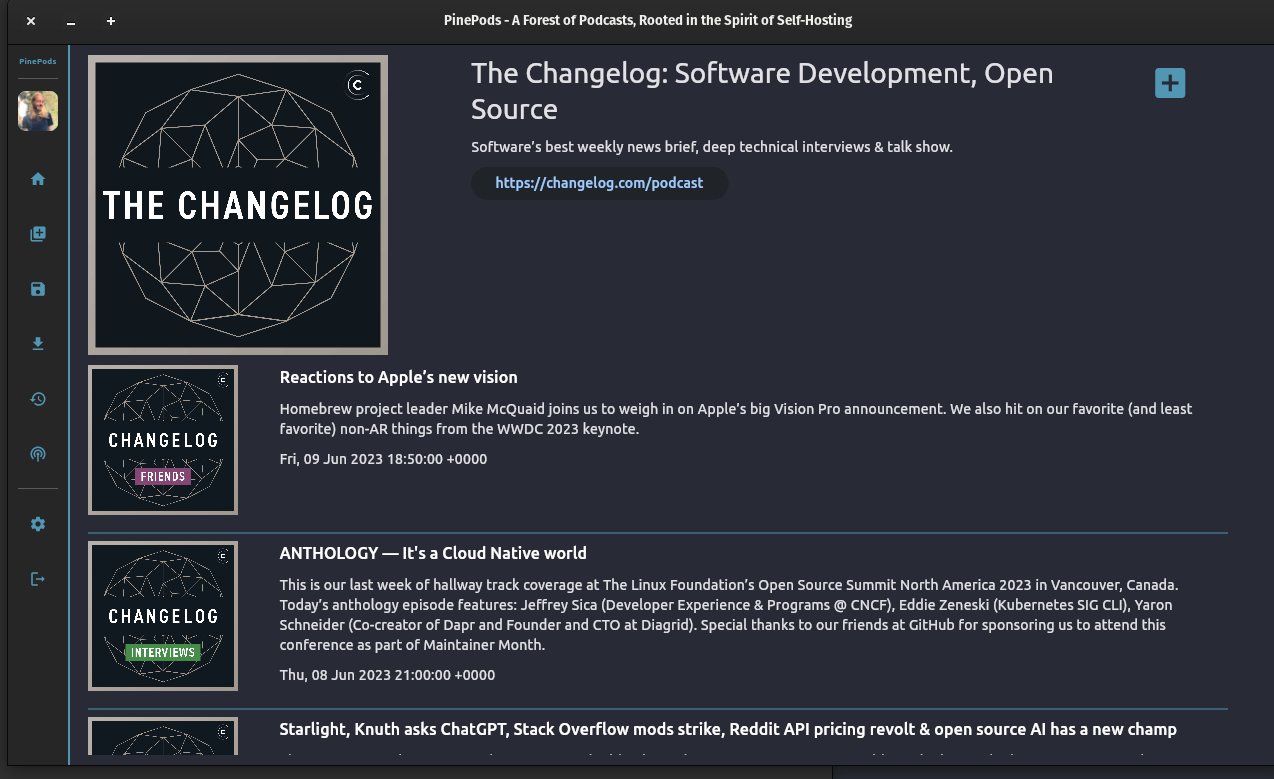 PinePods - A Forest of Podcasts, Rooted in the Spirit of Self-Hosting
PinePods
THE CHANGELOG
The Changelog: Software Development, Open
Source
Software’s best weekly news brief, deep technical interviews & talk show.
https://changelog.com/podcast
CHANGELOG
FRIENDS
Reactions to Apple’s new vision
Homebrew project leader Mike McQuaid joins us to weigh in on Apple’s big Vision Pro announcement. We also hit on our favorite (and least
favorite) non-AR things from the WWDC 2023 keynote.
Fri, 09 Jun 2023 18:50:00 +0000
CHANGELOG
INTERVIEWS
ANTHOLOGY — It's a Cloud Native world
This is our last week of hallway track coverage at The Linux Foundation’s Open Source Summit North America 2023 in Vancouver, Canada.
Today’s anthology episode features: Jeffrey Sica (Developer Experience & Programs @ CNCF), Eddie Zeneski (Kubernetes SIG CLI), Yaron
Schneider (Co-creator of Dapr and Founder and CTO at Diagrid). Special thanks to our friends at GitHub for sponsoring us to attend this
conference as part of Maintainer Month.
Thu, 08 Jun 2023 21:00:00 +0000
Starlight, Knuth asks ChatGPT, Stack Overflow mods strike, Reddit API pricing revolt & open source AI has a new champ